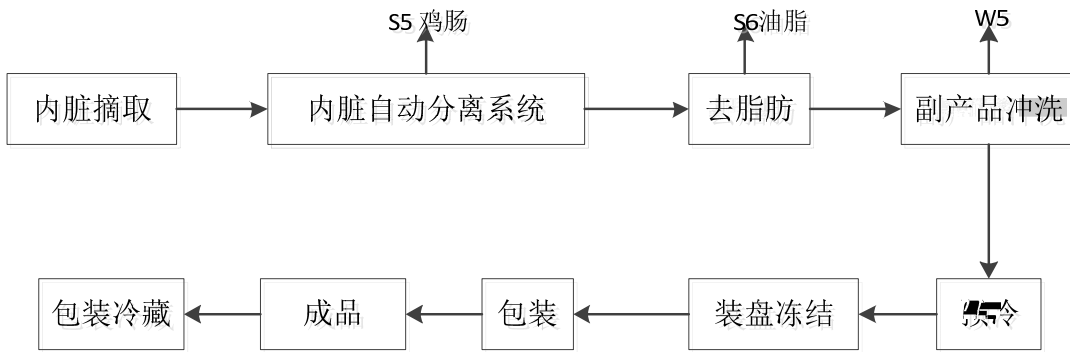 S5 鸡肠
S6油脂
W5
内脏摘取
内脏自动分离系统
去脂肪
副产品冲洗
包装冷藏
成品
包装
装盘冻结
冷